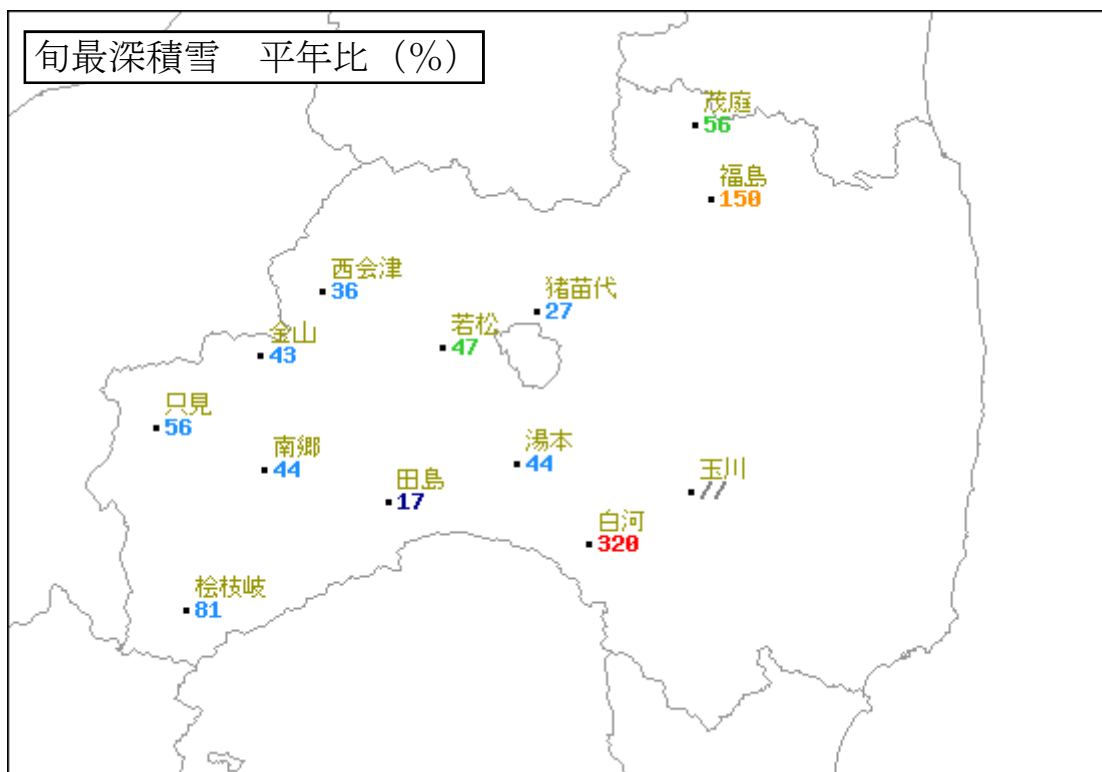 旬最深積雪　平年比（％）
茂庭
56
福島
150
西会津
36
猪苗代
27
金山
43
若松
47
只見
56
南郷
44
湯本
44
田島
17
玉川
//
白河
320
桧枝岐
81